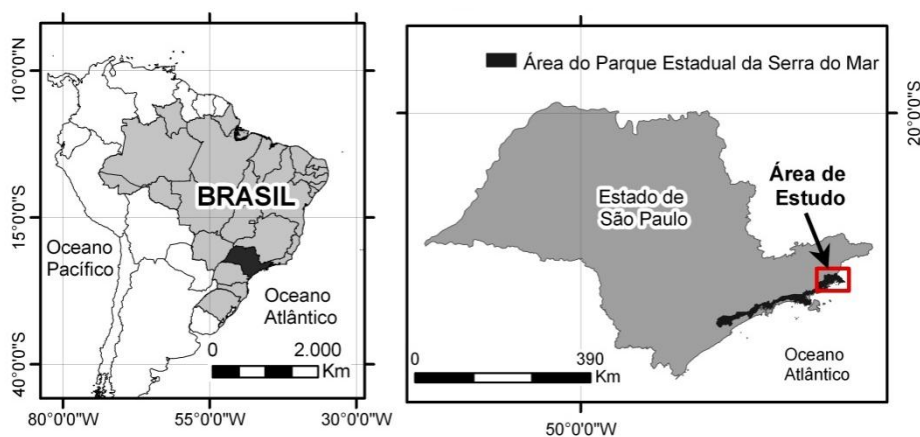 10°0'0"N
15°0'0"S
40°0'0"S
BRASIL
Oceano
Pacífico
Oceano
Atlântico
0 2.000
Km
80°0'0"W 55°0'0"W 30°0'0"W
Área do Parque Estadual da Serra do Mar
20°0'0"S
Estado de
São Paulo
Área de
Estudo
0 390
Km
Oceano
Atlântico
50°0'0"W